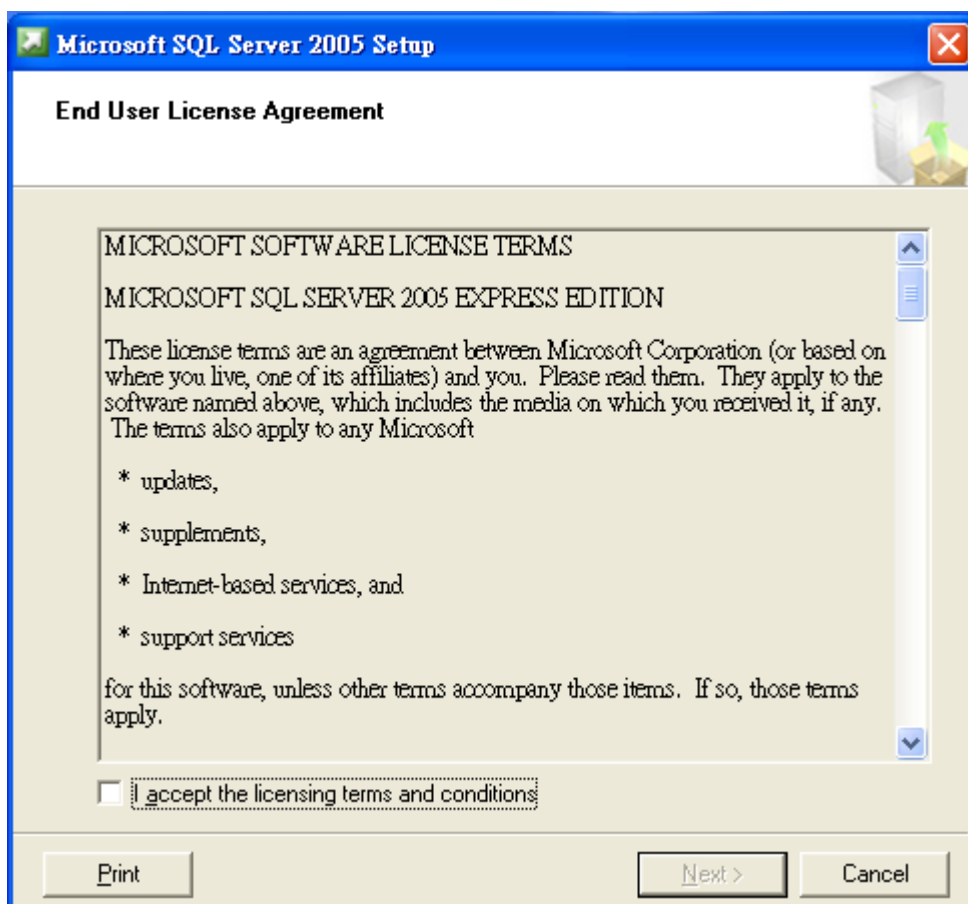 Microsoft SQL Server 2005 Setup
End User License Agreement
MICROSOFT SOFTWARE LICENSE TERMS
MICROSOFT SQL SERVER 2005 EXPRESS EDITION
These license terms are an agreement between Microsoft Corporation (or based on
where you live, one of its affiliates) and you.  Please read them.  They apply to the
software named above, which includes the media on which you received it, if any.
The terms also apply to any Microsoft
* updates,
* supplements,
* Internet-based services, and
* support services
for this software, unless other terms accompany those items.  If so, those terms
apply.
I accept the licensing terms and conditions
Print
Next >
Cancel